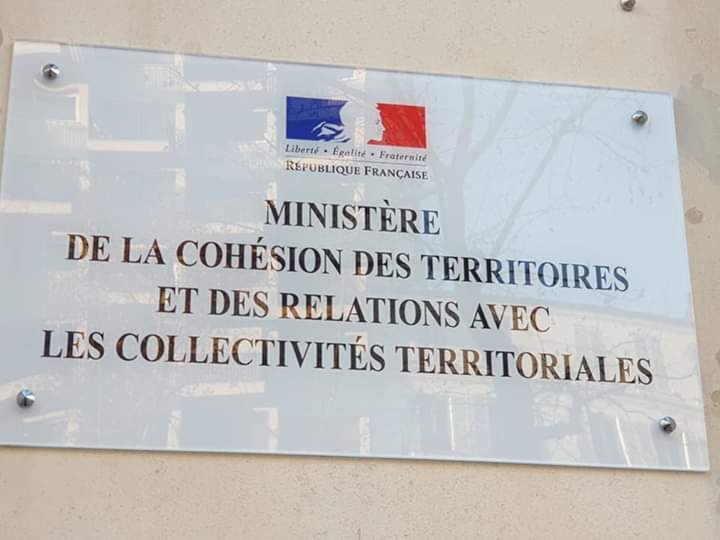 Liberté • Égalité • Fraternité
RÉPUBLIQUE FRANÇAISE
MINISTÈRE
DE LA COHÉSION DES TERRITOIRES
ET DES RELATIONS AVEC
LES COLLECTIVITÉS TERRITORIALES